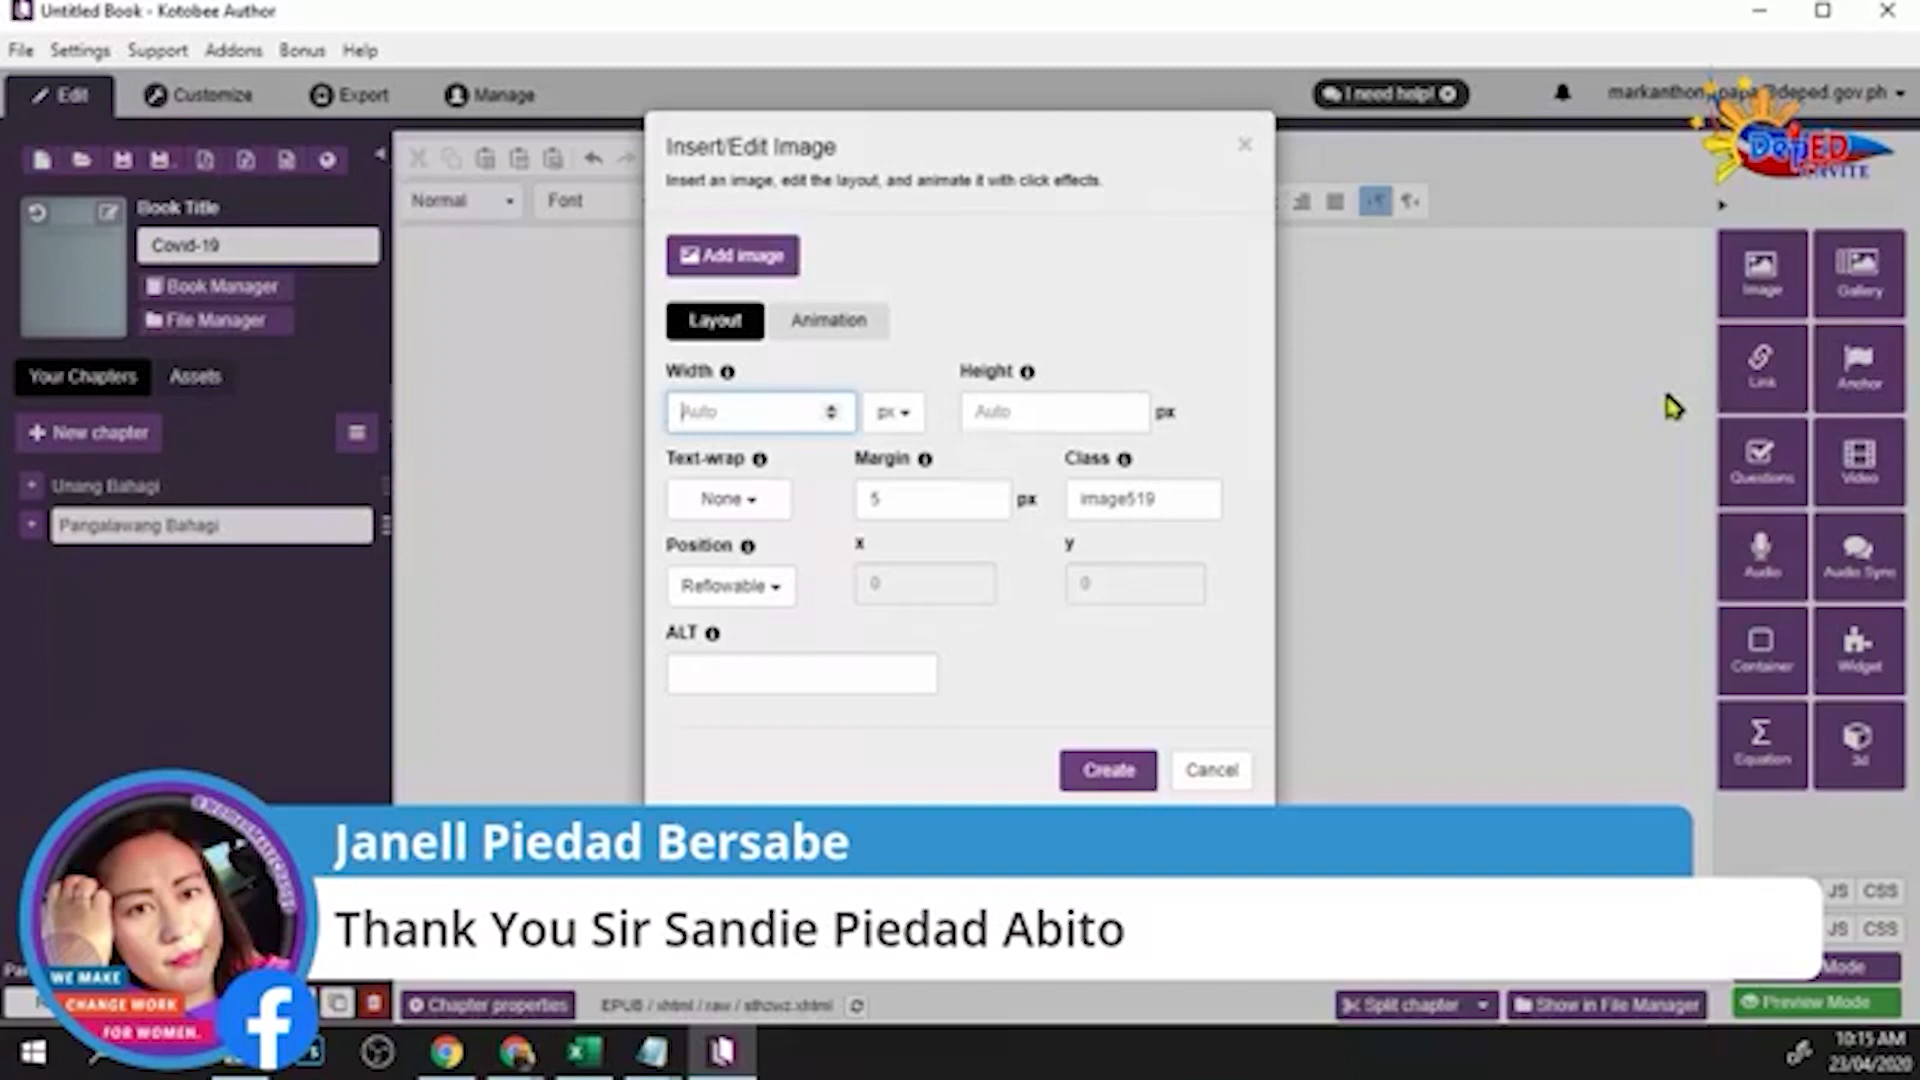 Untitled Book - Kotobee Author
File Settings Support Addons Bonus Help
Edit Customize Export Manage I need help!
Book Title
Covid-19
Book Manager
File Manager
Your Chapters Assets
New chapter
Unang Bahagi
Pangalawang Bahagi
Normal Font
Insert/Edit Image
Insert an image, edit the layout, and animate it with click effects.
Add image
Layout Animation
Width Height
Auto px Auto px
Text-wrap Margin Class
None 5 px image519
Position x y
Reflowable 0 0
ALT
Create Cancel
DepED
CAVITE
Image Gallery
Link Anchor
Questions Video
Audio Audio Sync
Container Widget
Equation 3d
JS CSS
JS CSS
Mode
Preview Mode
Janell Piedad Bersabe
Thank You Sir Sandie Piedad Abito
WE MAKE
CHANGE WORK
FOR WOMEN.
Chapter properties EPUB / xhtml / raw / Split chapter Show in File Manager
10:15 AM
23/04/2020